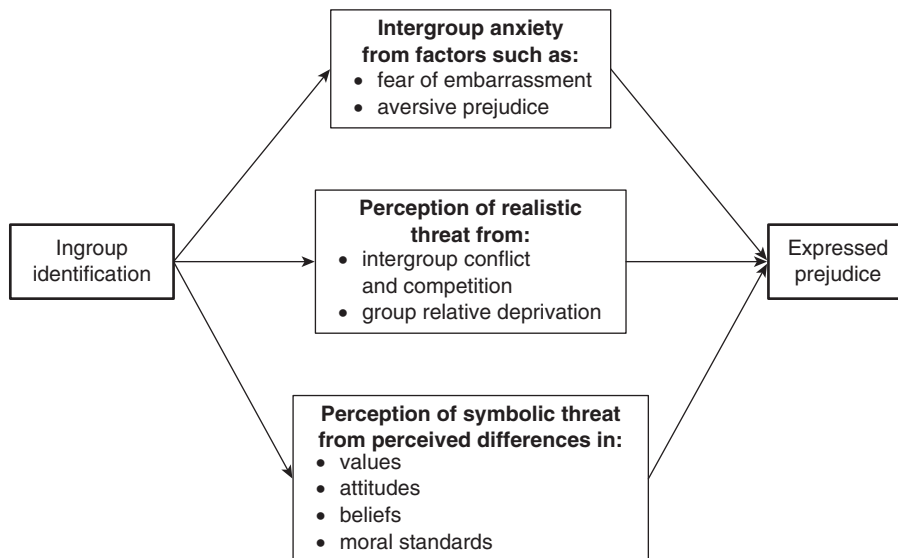 Intergroup anxiety
from factors such as:
• fear of embarrassment
• aversive prejudice
Ingroup
identification
Perception of realistic
threat from:
• intergroup conflict
and competition
• group relative deprivation
Expressed
prejudice
Perception of symbolic threat
from perceived differences in:
• values
• attitudes
• beliefs
• moral standards